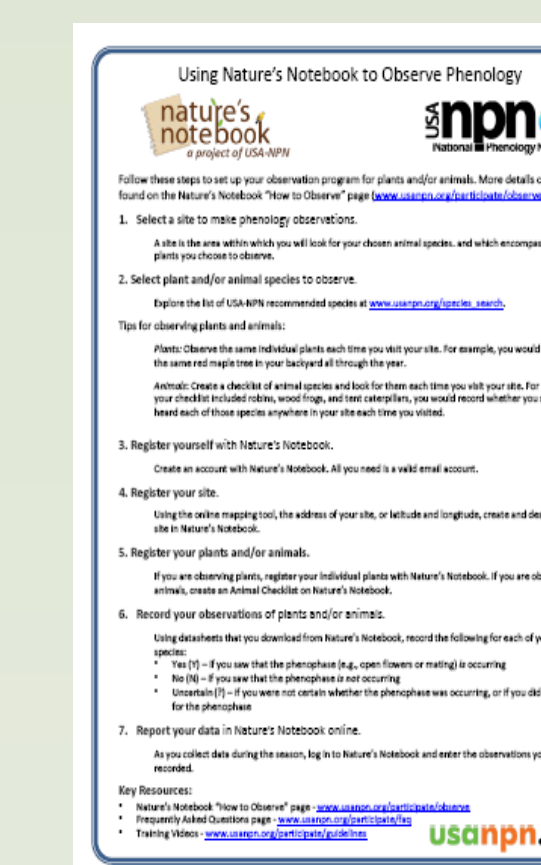 Using Nature's Notebook to Observe Phenology
nature's
notebook
a project of USA-NPN
USA
npn
National Phenology N
Follow these steps to set up your observation program for plants and/or animals. More details c
found on the Nature's Notebook "How to Observe" page (www.usanpn.org/participate/observe
1. Select a site to make phenology observations.
A site is the area within which you will look for your chosen animal species. and which encompas
plants you choose to observe.
2. Select plant and/or animal species to observe.
Explore the list of USA-NPN recommended species at www.usanpn.org/species_search.
Tips for observing plants and animals:
Plants: Observe the same individual plants each time you visit your site. For example, you would
the same red maple tree in your backyard all through the year.
Animals: Create a checklist of animal species and look for them each time you visit your site. For
your checklist included robins, wood frogs, and tent caterpillars, you would record whether you s
heard each of those species anywhere in your site each time you visited.
3. Register yourself with Nature's Notebook.
Create an account with Nature's Notebook. All you need is a valid email account.
4. Register your site.
Using the online mapping tool, the address of your site, or latitude and longitude, create and des
site in Nature's Notebook.
5. Register your plants and/or animals.
If you are observing plants, register your individual plants with Nature's Notebook. If you are ob
animals, create an Animal Checklist on Nature's Notebook.
6. Record your observations of plants and/or animals.
Using datasheets that you download from Nature's Notebook, record the following for each of yo
species:
• Yes (Y) – if you saw that the phenophase (e.g., open flowers or mating) is occurring
• No (N) – if you saw that the phenophase is not occurring
• Uncertain (?) – if you were not certain whether the phenophase was occurring, or if you did
for the phenophase
7. Report your data in Nature's Notebook online.
As you collect data during the season, log in to Nature's Notebook and enter the observations yo
recorded.
Key Resources:
• Nature's Notebook "How to Observe" page - www.usanpn.org/participate/observe
• Frequently Asked Questions page - www.usanpn.org/participate/faq
• Training Videos - www.usanpn.org/participate/guidelines
usanpn.